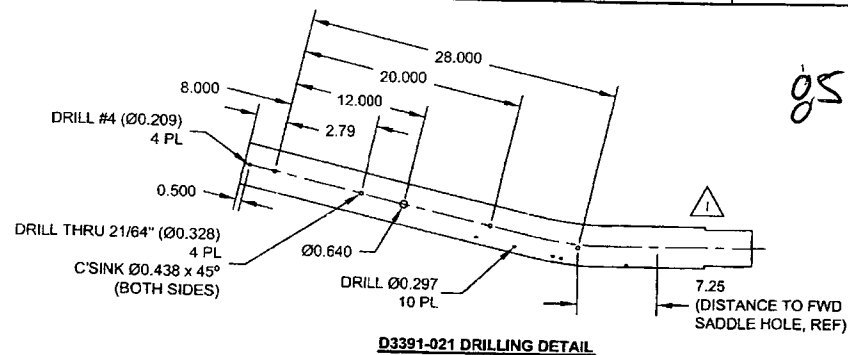 28.000
20.000
8.000
12.000
DRILL #4 (Ø0.209)
4 PL
2.79
0.500
DRILL THRU 21/64" (Ø0.328)
4 PL
C'SINK Ø0.438 x 45°
(BOTH SIDES)
Ø0.640
DRILL Ø0.297
10 PL
1
7.25
(DISTANCE TO FWD
SADDLE HOLE, REF)
D3391-021 DRILLING DETAIL